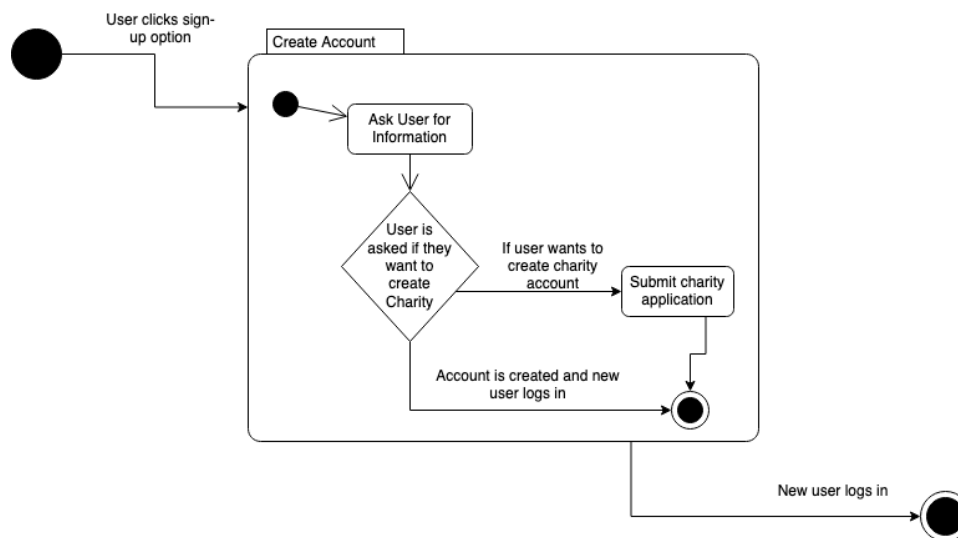 User clicks sign-
up option
Create Account
Ask User for
Information
User is
asked if they
want to
create
Charity
If user wants to
create charity
account
Submit charity
application
Account is created and new
user logs in
New user logs in